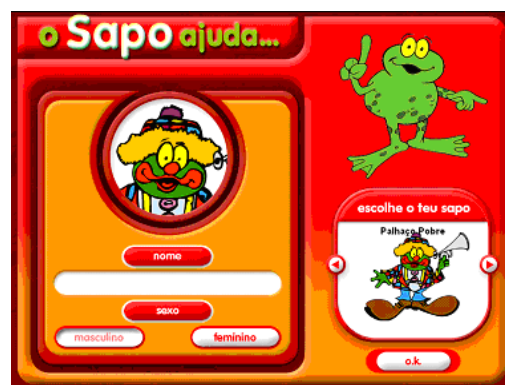 o Sapo ajuda...
nome
sexo
masculino
feminino
escolhe o teu sapo
Palhaço Pobre
o.k.